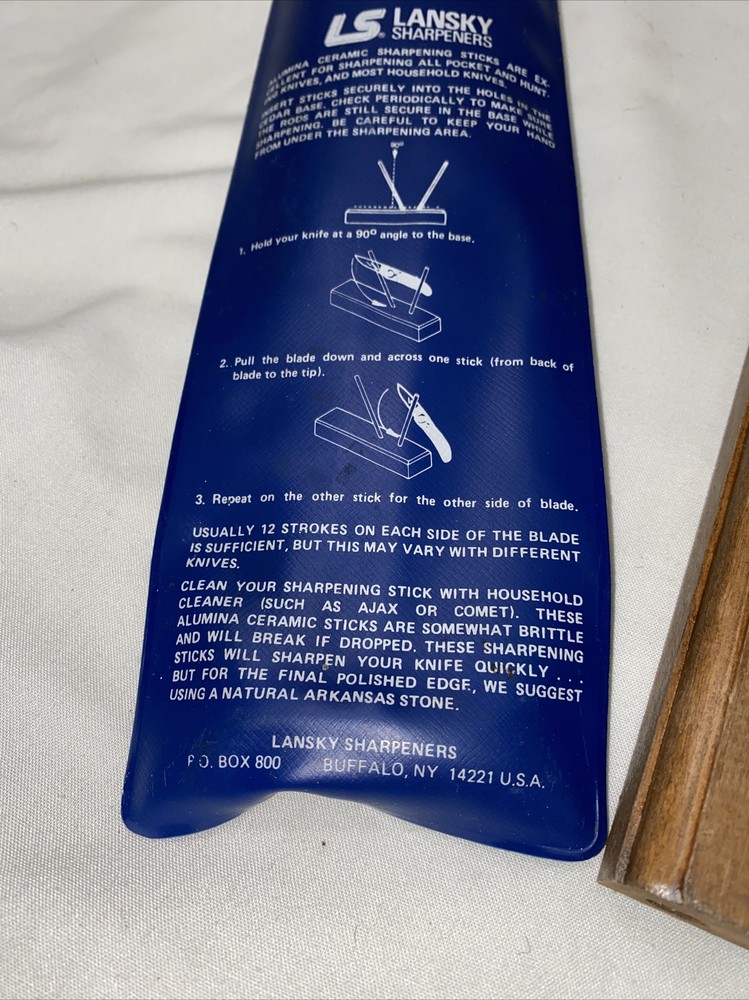 LS® LANSKY
SHARPENERS
ALUMINA CERAMIC SHARPENING STICKS ARE EX-
CELLENT FOR SHARPENING ALL POCKET AND HUNT-
ING KNIVES, AND MOST HOUSEHOLD KNIVES.
INSERT STICKS SECURELY INTO THE HOLES IN THE
CEDAR BASE. CHECK PERIODICALLY TO MAKE SURE
THE RODS ARE STILL SECURE IN THE BASE WHILE
SHARPENING. BE CAREFUL TO KEEP YOUR HAND
FROM UNDER THE SHARPENING AREA.
90º
1. Hold your knife at a 90º angle to the base.
2. Pull the blade down and across one stick (from back of
blade to the tip).
3. Repeat on the other stick for the other side of blade.
USUALLY 12 STROKES ON EACH SIDE OF THE BLADE
IS SUFFICIENT, BUT THIS MAY VARY WITH DIFFERENT
KNIVES.
CLEAN YOUR SHARPENING STICK WITH HOUSEHOLD
CLEANER (SUCH AS AJAX OR COMET). THESE
ALUMINA CERAMIC STICKS ARE SOMEWHAT BRITTLE
AND WILL BREAK IF DROPPED. THESE SHARPENING
STICKS WILL SHARPEN YOUR KNIFE QUICKLY . . .
BUT FOR THE FINAL POLISHED EDGE, WE SUGGEST
USING A NATURAL ARKANSAS STONE.
LANSKY SHARPENERS
P.O. BOX 800 BUFFALO, NY 14221 U.S.A.